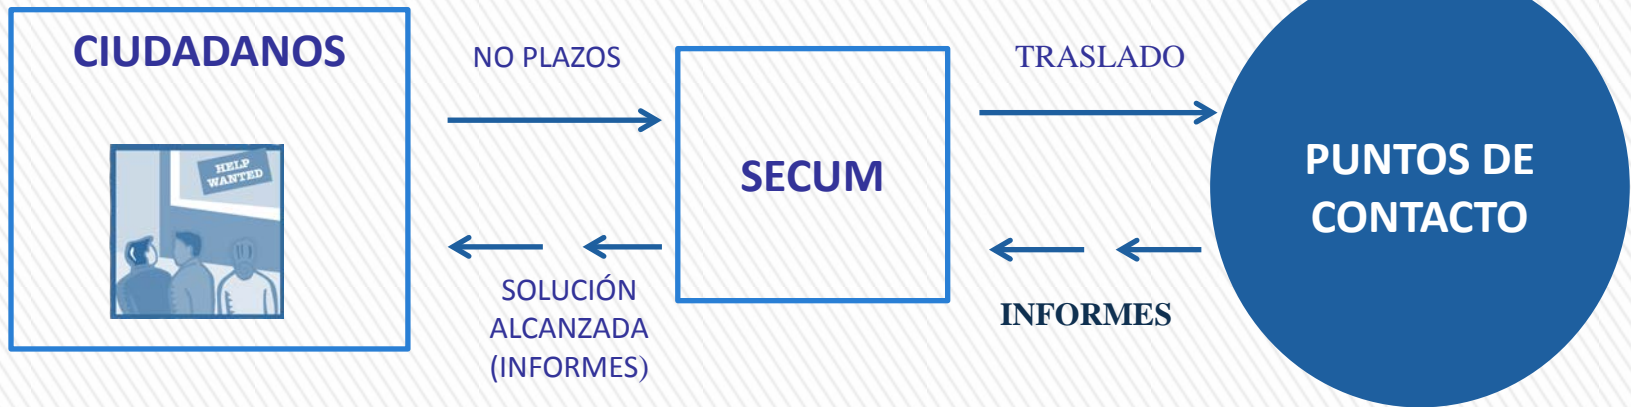 CIUDADANOS
HELP
WANTED
NO PLAZOS
SOLUCIÓN
ALCANZADA
(INFORMES)
SECUM
TRASLADO
INFORMES
PUNTOS DE
CONTACTO